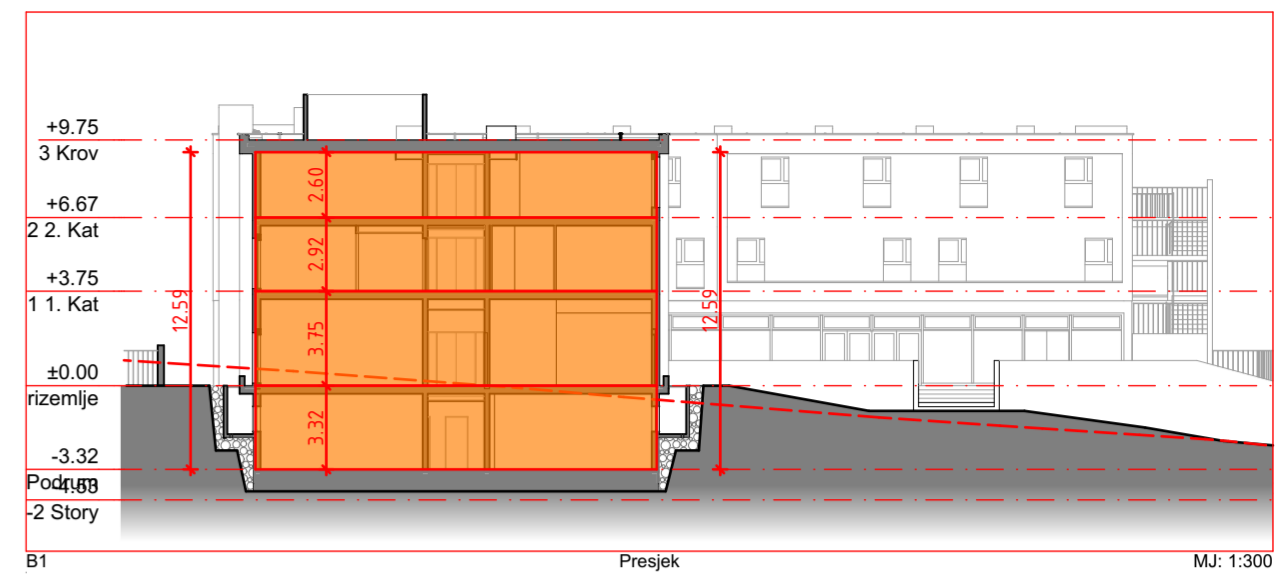 +9.75
3 Krov
+6.67
2 2. Kat
+3.75
1 1. Kat
±0.00
rizemlje
-3.32
Podrum
-4.53
-2 Story
12.59
2.60
2.92
3.75
3.32
12.59
B1
Presjek
MJ: 1:300